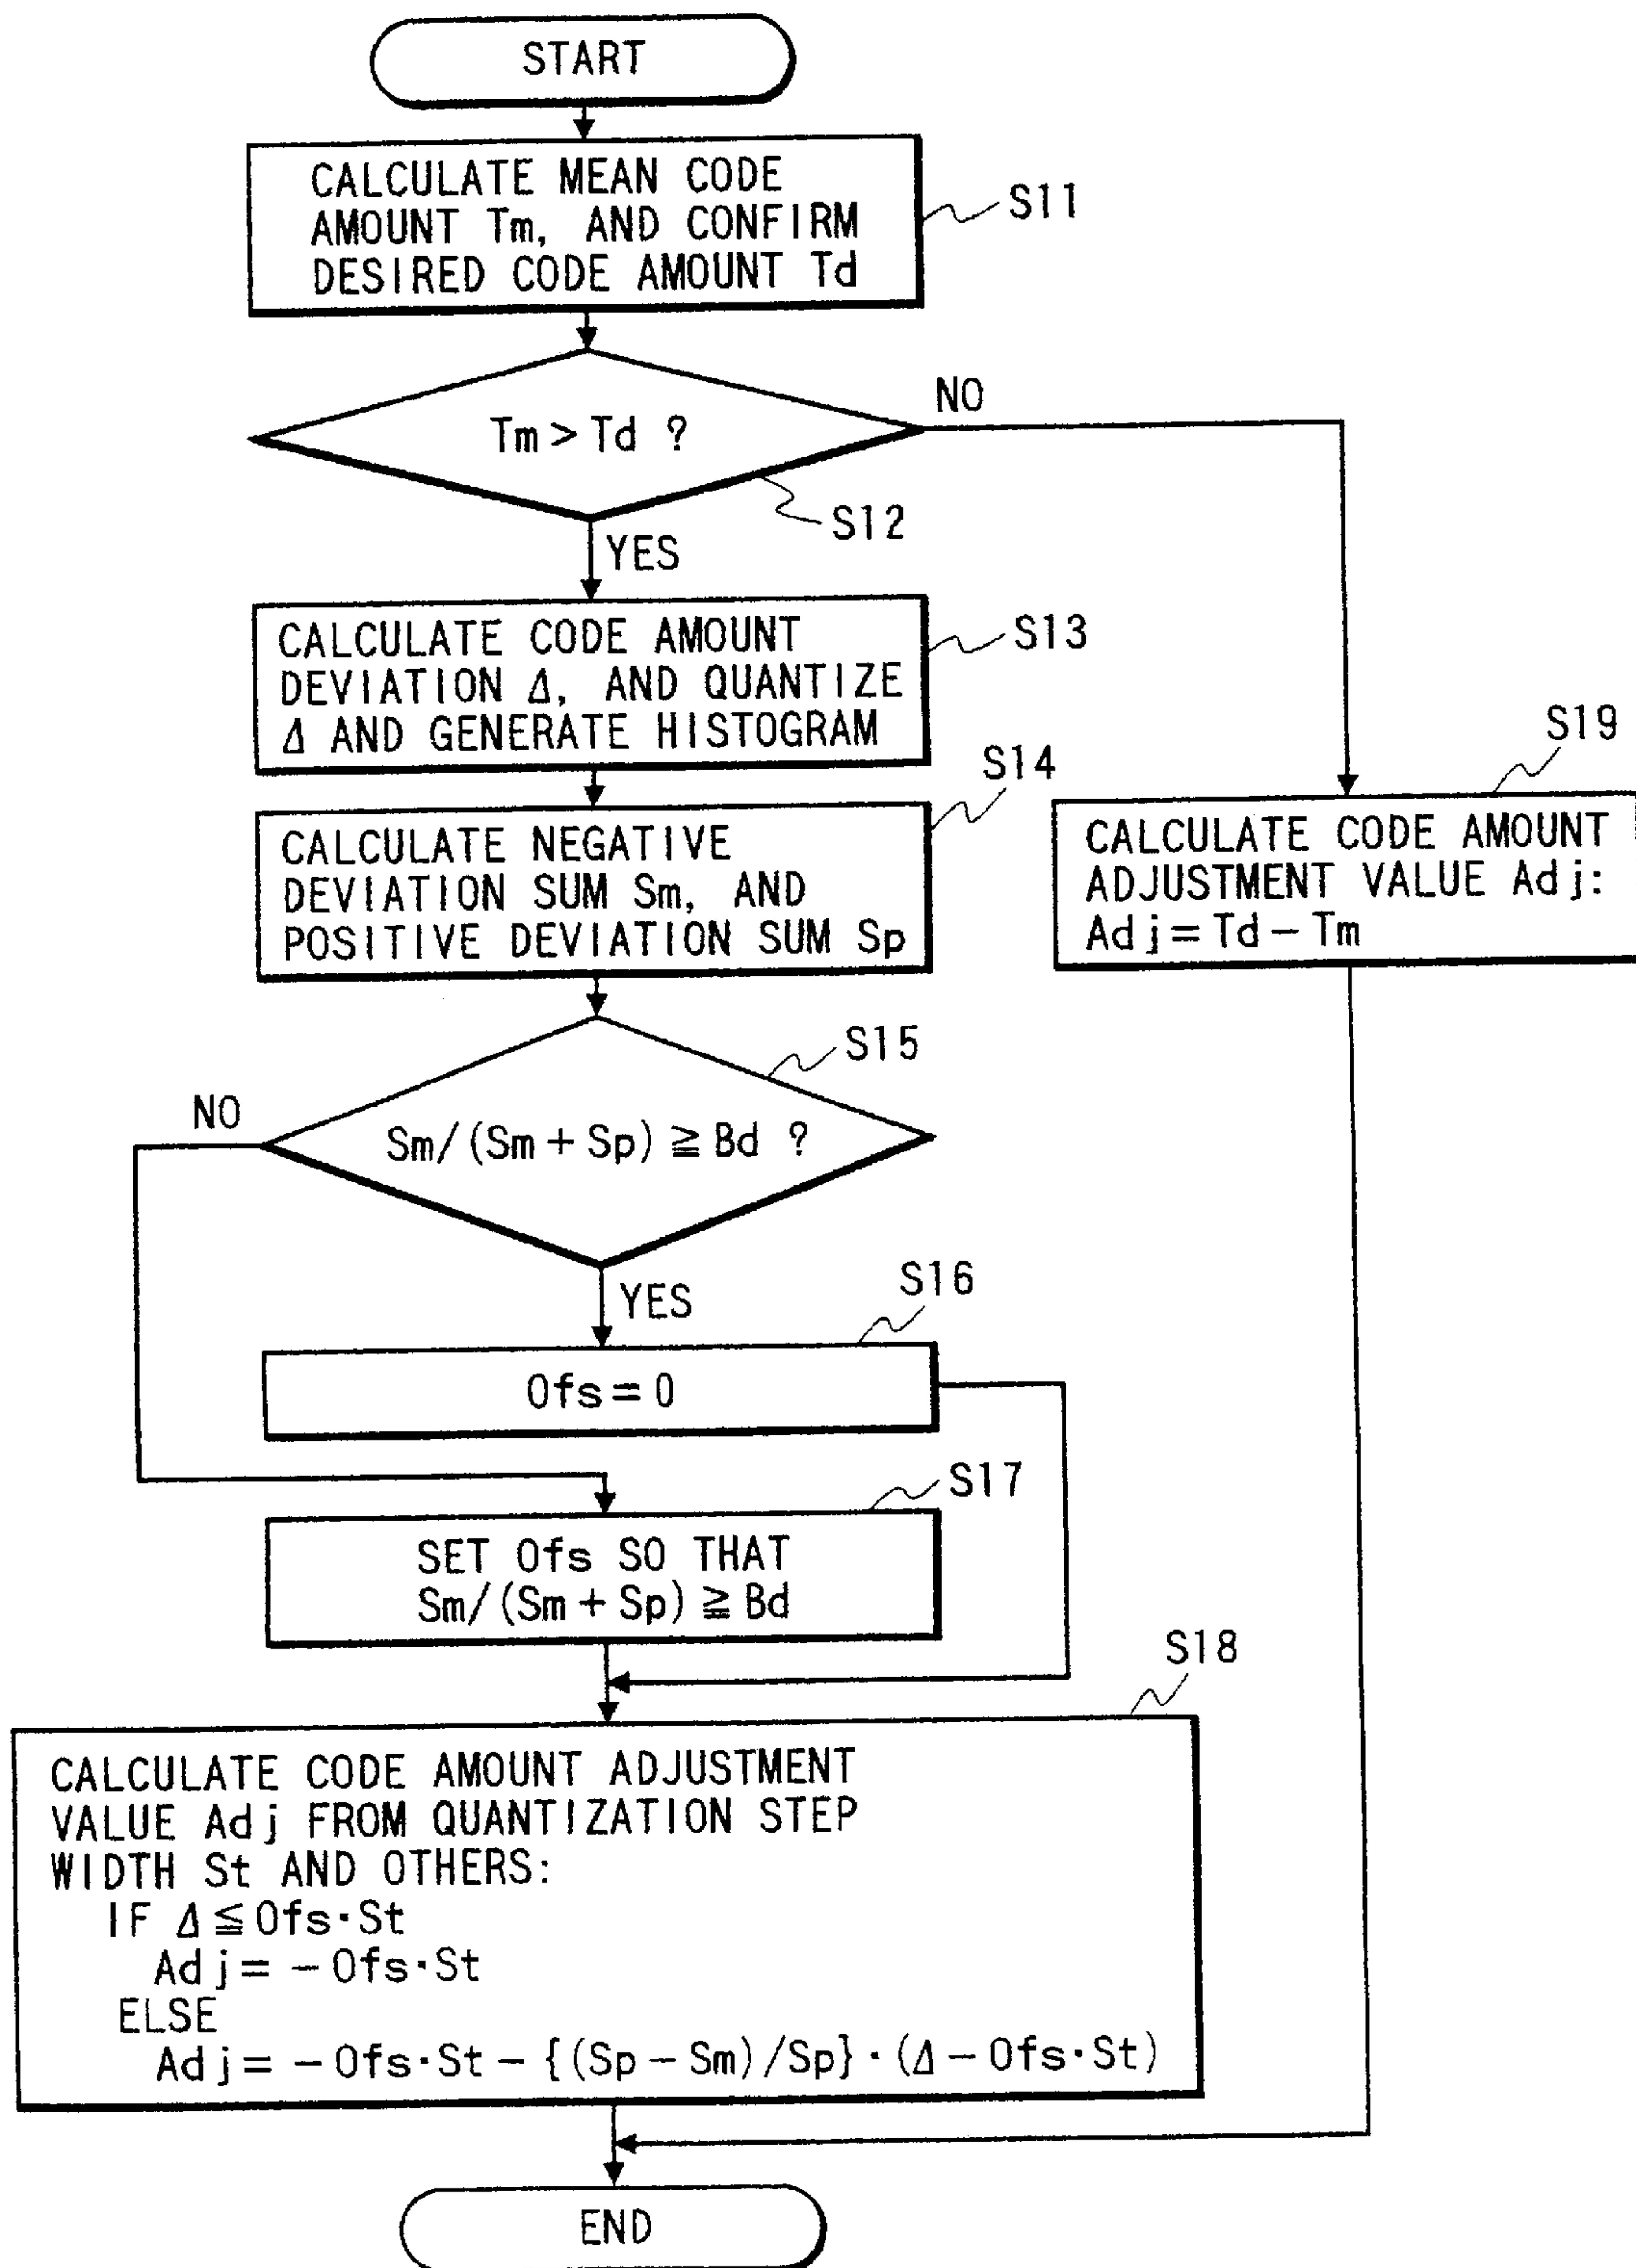 START
CALCULATE MEAN CODE
AMOUNT Tm, AND CONFIRM
DESIRED CODE AMOUNT Td
S11
Tm > Td ?
NO
S12
YES
CALCULATE CODE AMOUNT
DEVIATION Δ, AND QUANTIZE
Δ AND GENERATE HISTOGRAM
S13
CALCULATE NEGATIVE
DEVIATION SUM Sm, AND
POSITIVE DEVIATION SUM Sp
S14
S19
CALCULATE CODE AMOUNT
ADJUSTMENT VALUE Adj:
Adj = Td − Tm
S15
NO
Sm/(Sm + Sp) ≧ Bd ?
YES
S16
Ofs = 0
S17
SET Ofs SO THAT
Sm/(Sm + Sp) ≧ Bd
S18
CALCULATE CODE AMOUNT ADJUSTMENT
VALUE Adj FROM QUANTIZATION STEP
WIDTH St AND OTHERS:
IF Δ ≦ Ofs·St
Adj = −Ofs·St
ELSE
Adj = −Ofs·St − {(Sp − Sm)/Sp}·(Δ − Ofs·St)
END